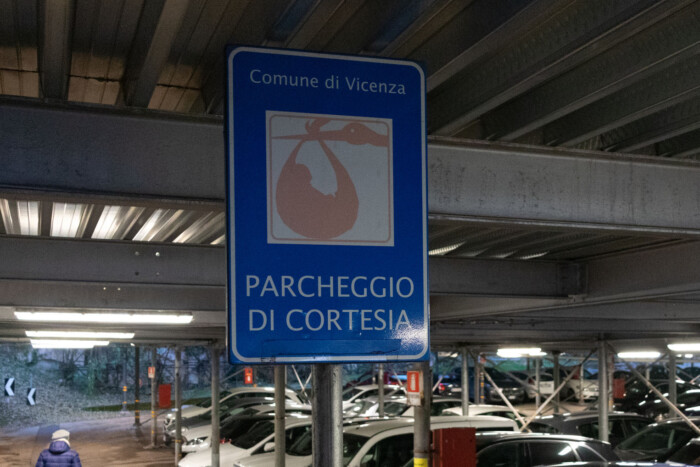 Comune di Vicenza
PARCHEGGIO
DI CORTESIA